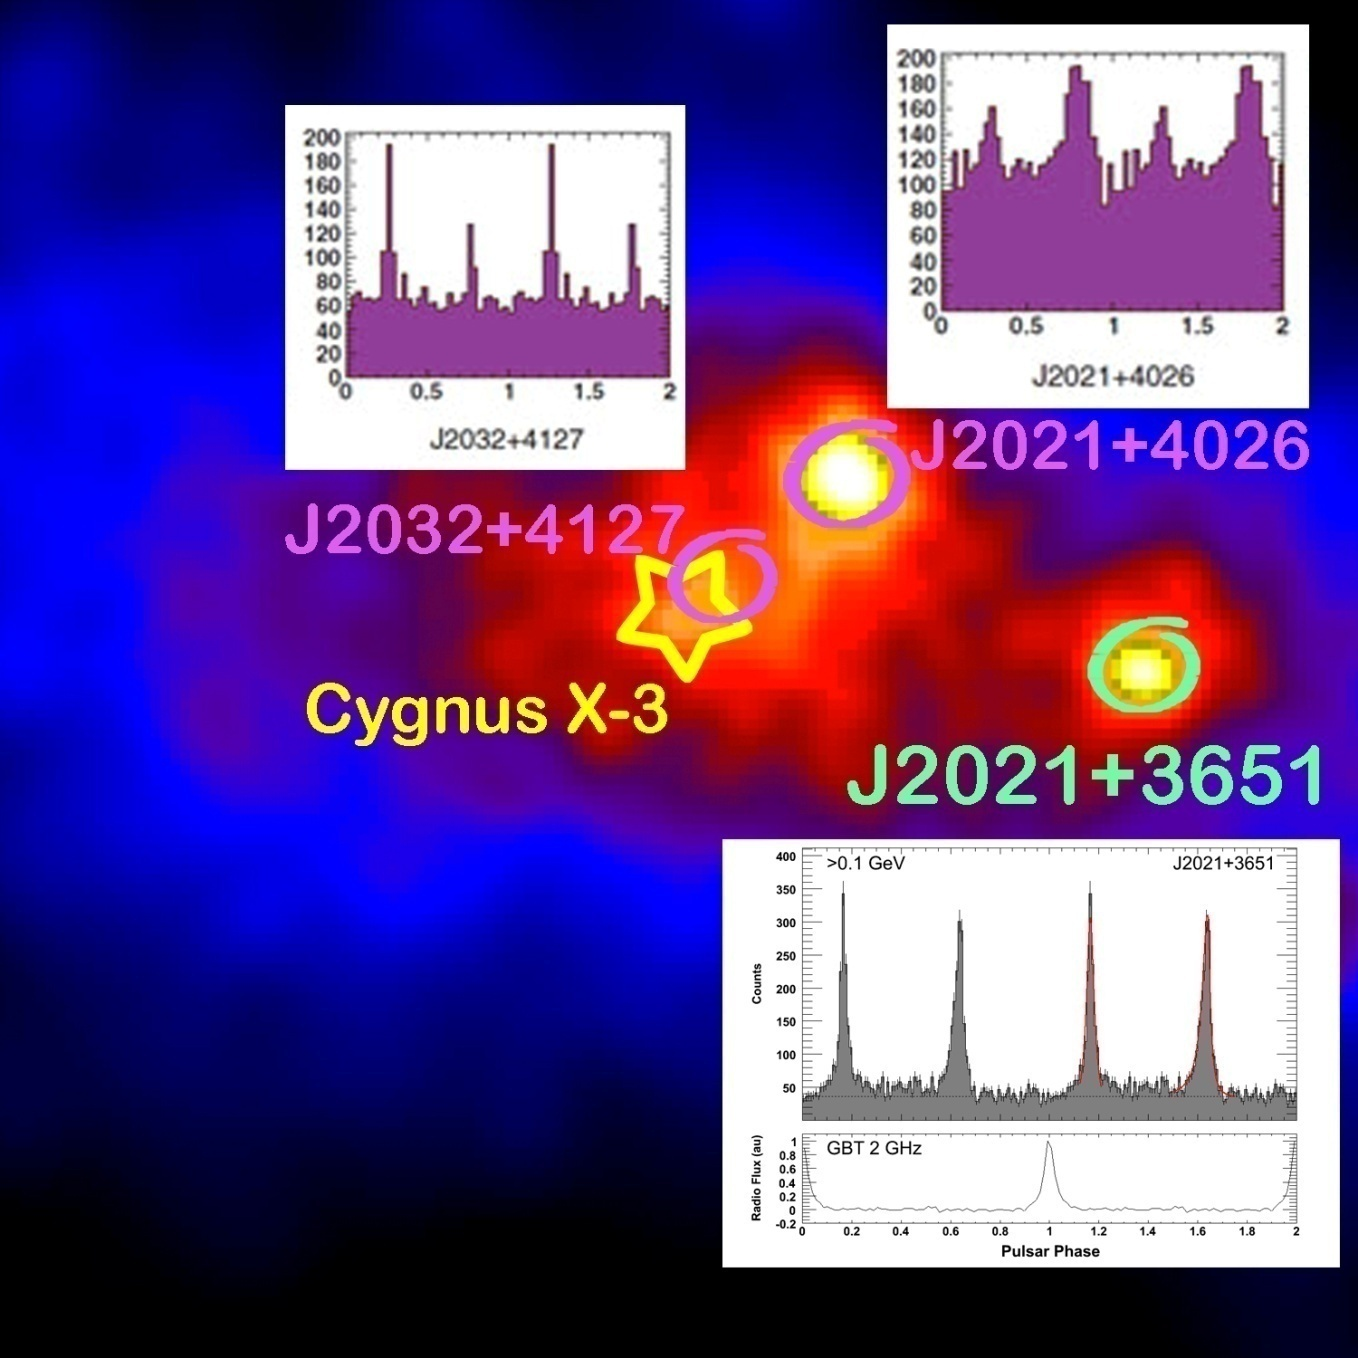 200
180
160
140
120
100
80
60
40
20
0
0 0.5 1 1.5 2
J2021+4026
200
180
160
140
120
100
80
60
40
20
0
0 0.5 1 1.5 2
J2032+4127
J2021+4026
J2032+4127
Cygnus X-3
J2021+3651
>0.1 GeV J2021+3651
Counts
400
350
300
250
200
150
100
50
GBT 2 GHz
Radio Flux (au)
1
0.8
0.6
0.4
0.2
0
-0.2
0 0.2 0.4 0.6 0.8 1 1.2 1.4 1.6 1.8 2
Pulsar Phase